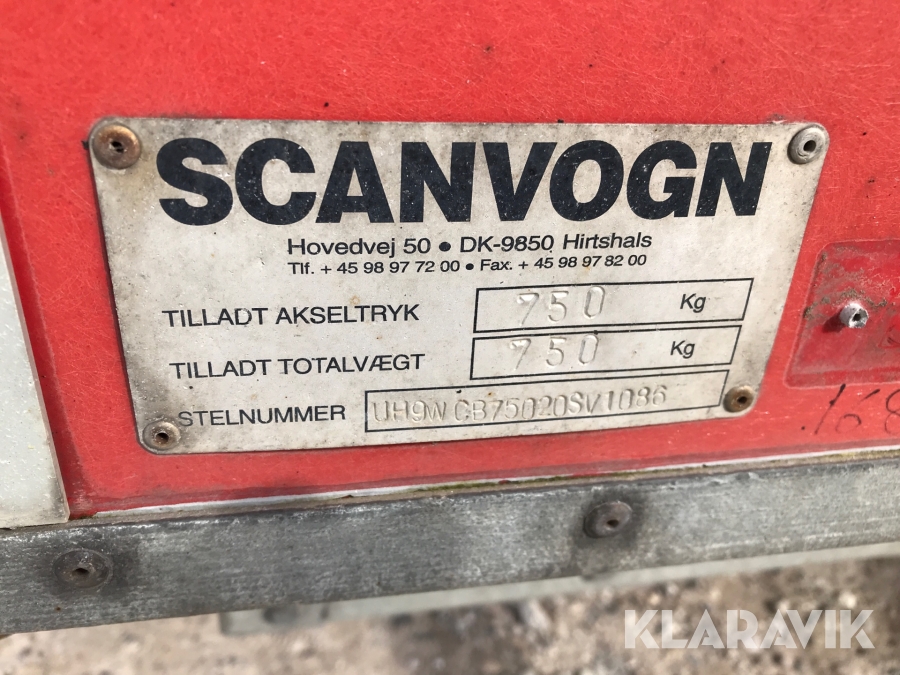 SCANVOGN
Hovedvej 50 • DK-9850 Hirtshals
Tlf. + 45 98 97 72 00 • Fax. + 45 98 97 82 00
TILLADT AKSELTRYK 750 Kg
TILLADT TOTALVÆGT 750 Kg
STELNUMMER UH9WCB75020SV1086
168
KLARAVIK